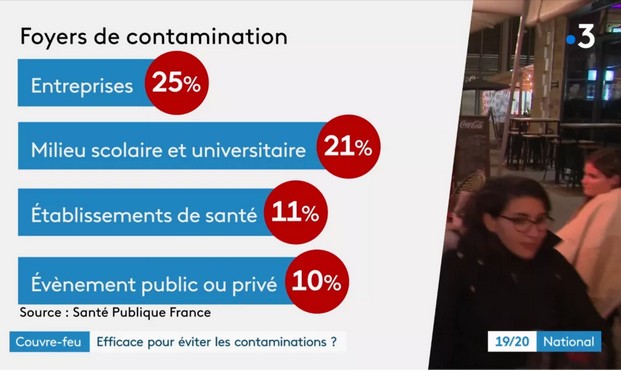 Foyers de contamination
Entreprises 25%
Milieu scolaire et universitaire 21%
Établissements de santé 11%
Évènement public ou privé 10%
Source : Santé Publique France
Couvre-feu Efficace pour éviter les contaminations ?
19/20 National
3